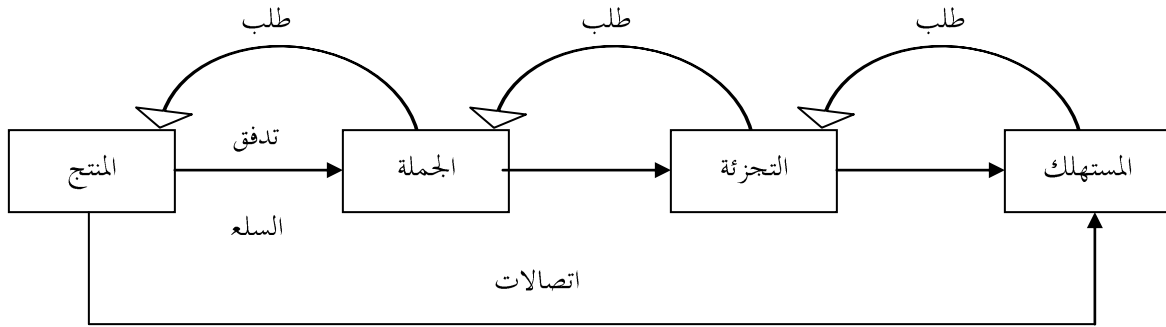 طلب
طلب
طلب
المستهلك
التجزئة
الجملة
تدفق
السلع
المنتج
اتصالات